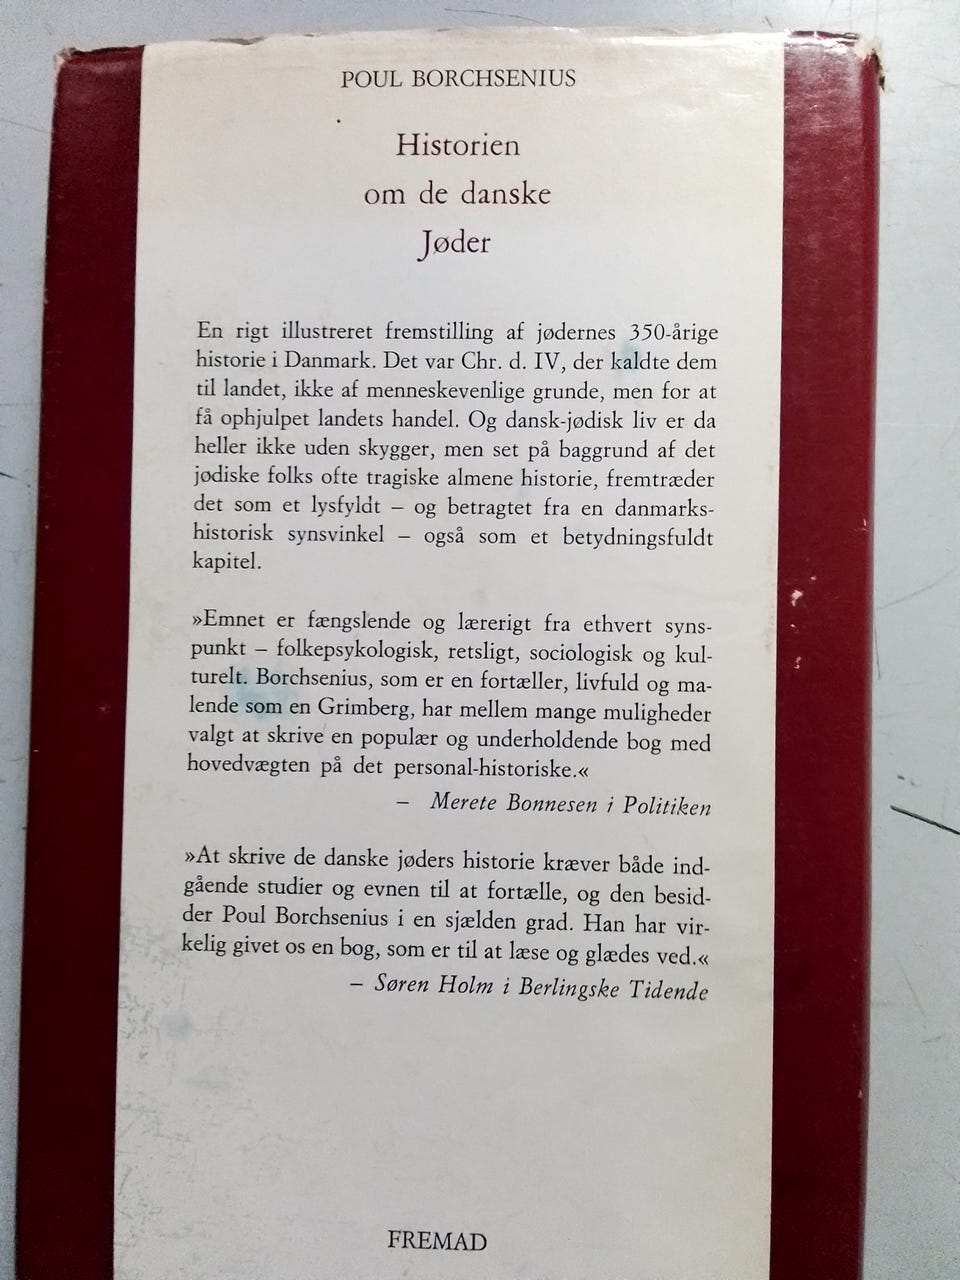 POUL BORCHSENIUS
Historien
om de danske
Jøder
En rigt illustreret fremstilling af jødernes 350-årige
historie i Danmark. Det var Chr. d. IV, der kaldte dem
til landet, ikke af menneskevenlige grunde, men for at
få ophjulpet landets handel. Og dansk-jødisk liv er da
heller ikke uden skygger, men set på baggrund af det
jødiske folks ofte tragiske almene historie, fremtræder
det som et lysfyldt – og betragtet fra en danmarks-
historisk synsvinkel – også som et betydningsfuldt
kapitel.
»Emnet er fængslende og lærerigt fra ethvert syns-
punkt – folkepsykologisk, retsligt, sociologisk og kul-
turelt. Borchsenius, som er en fortæller, livfuld og ma-
lende som en Grimberg, har mellem mange muligheder
valgt at skrive en populær og underholdende bog med
hovedvægten på det personal-historiske.«
– Merete Bonnesen i Politiken
»At skrive de danske jøders historie kræver både ind-
gående studier og evnen til at fortælle, og den besid-
der Poul Borchsenius i en sjælden grad. Han har vir-
kelig givet os en bog, som er til at læse og glædes ved.«
– Søren Holm i Berlingske Tidende
FREMAD